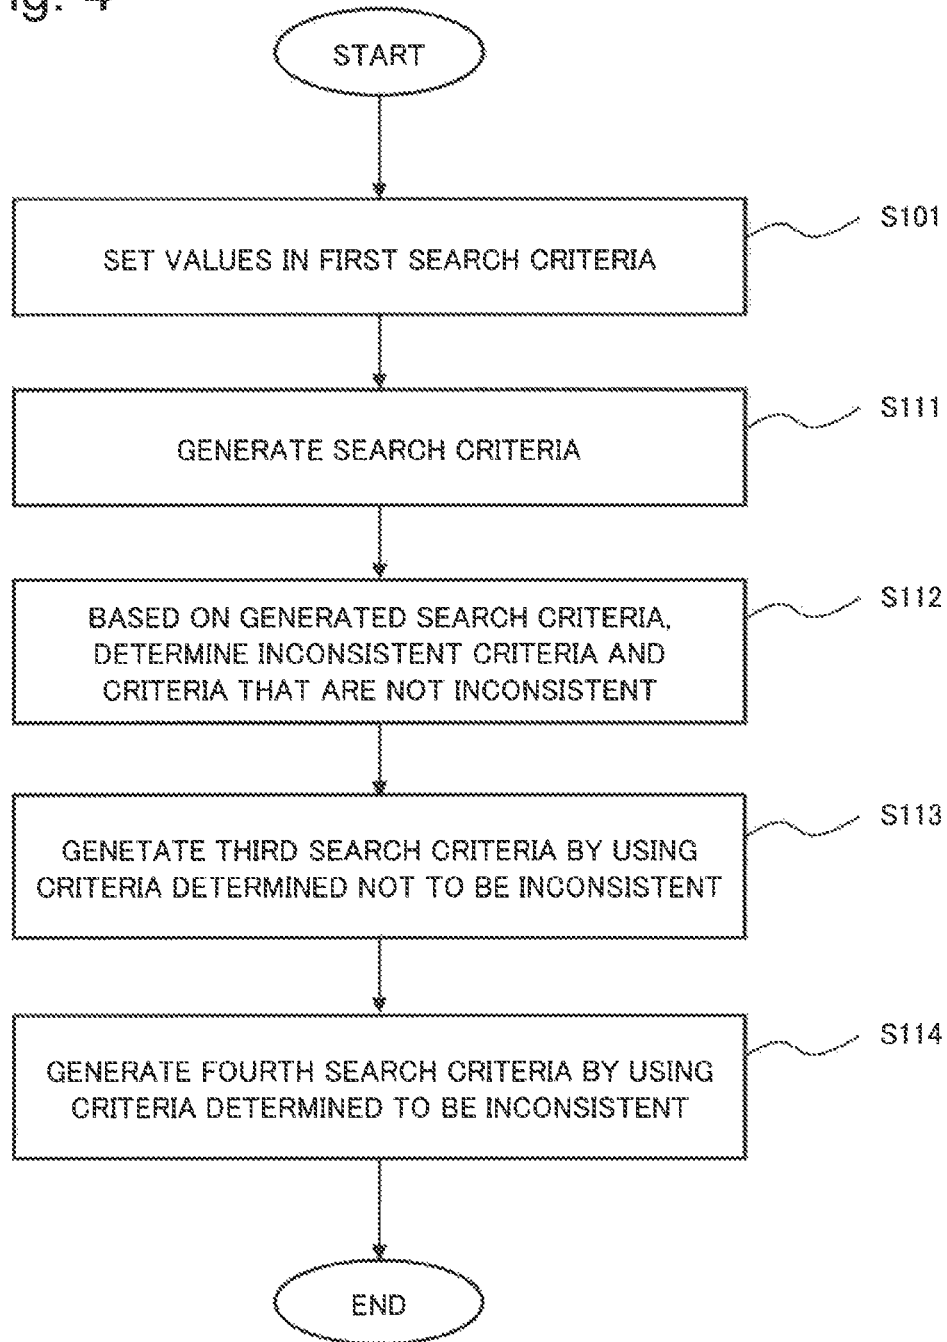 ig. 4
START
SET VALUES IN FIRST SEARCH CRITERIA
S101
GENERATE SEARCH CRITERIA
S111
BASED ON GENERATED SEARCH CRITERIA,
DETERMINE INCONSISTENT CRITERIA AND
CRITERIA THAT ARE NOT INCONSISTENT
S112
GENETATE THIRD SEARCH CRITERIA BY USING
CRITERIA DETERMINED NOT TO BE INCONSISTENT
S113
GENERATE FOURTH SEARCH CRITERIA BY USING
CRITERIA DETERMINED TO BE INCONSISTENT
S114
END